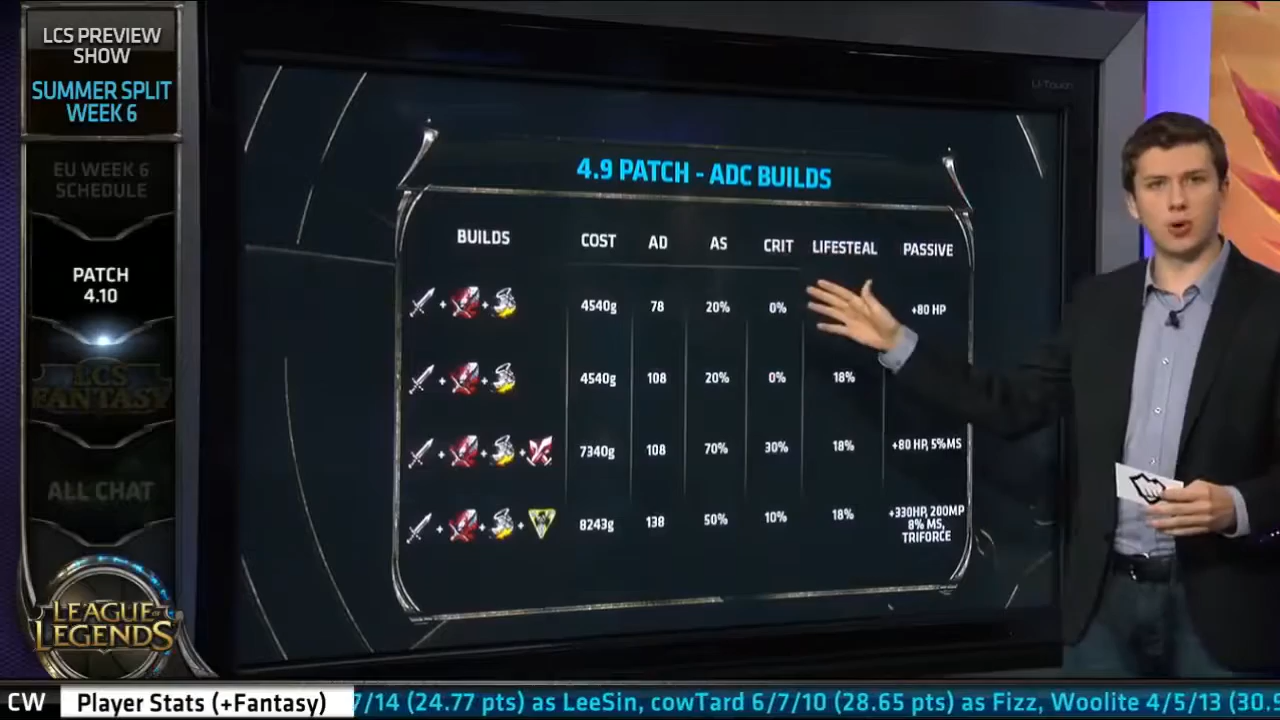 LCS PREVIEW
SHOW
SUMMER SPLIT
WEEK 6
EU WEEK 6
SCHEDULE
PATCH
4.10
LCS
FANTASY
ALL CHAT
LEAGUE OF
LEGENDS
U-Touch
4.9 PATCH - ADC BUILDS
BUILDS COST AD AS CRIT LIFESTEAL PASSIVE
+ + 4540g 78 20% 0% +80 HP
+ + 4540g 108 20% 0% 18%
+ + + 7340g 108 70% 30% 18% +80 HP, 5%MS
+ + + 8243g 138 50% 10% 18% +330HP, 200MP
8% MS,
TRIFORCE
CW Player Stats (+Fantasy) 7/14 (24.77 pts) as LeeSin, cowTard 6/7/10 (28.65 pts) as Fizz, Woolite 4/5/13 (30.5